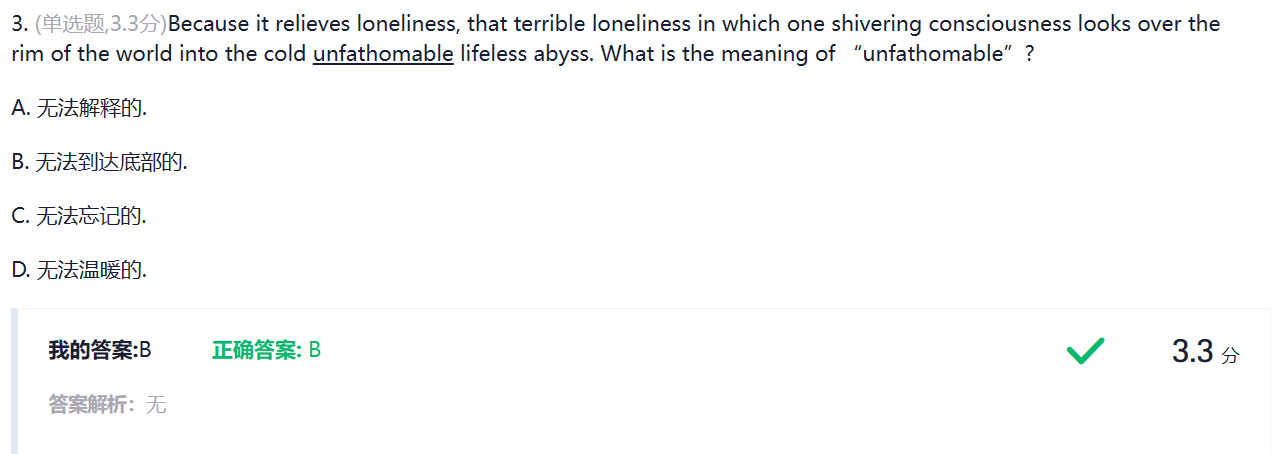 3. (单选题,3.3分)Because it relieves loneliness, that terrible loneliness in which one shivering consciousness looks over the
rim of the world into the cold unfathomable lifeless abyss. What is the meaning of “unfathomable”？
A. 无法解释的.
B. 无法到达底部的.
C. 无法忘记的.
D. 无法温暖的.
我的答案:B 正确答案: B 3.3 分
答案解析：无